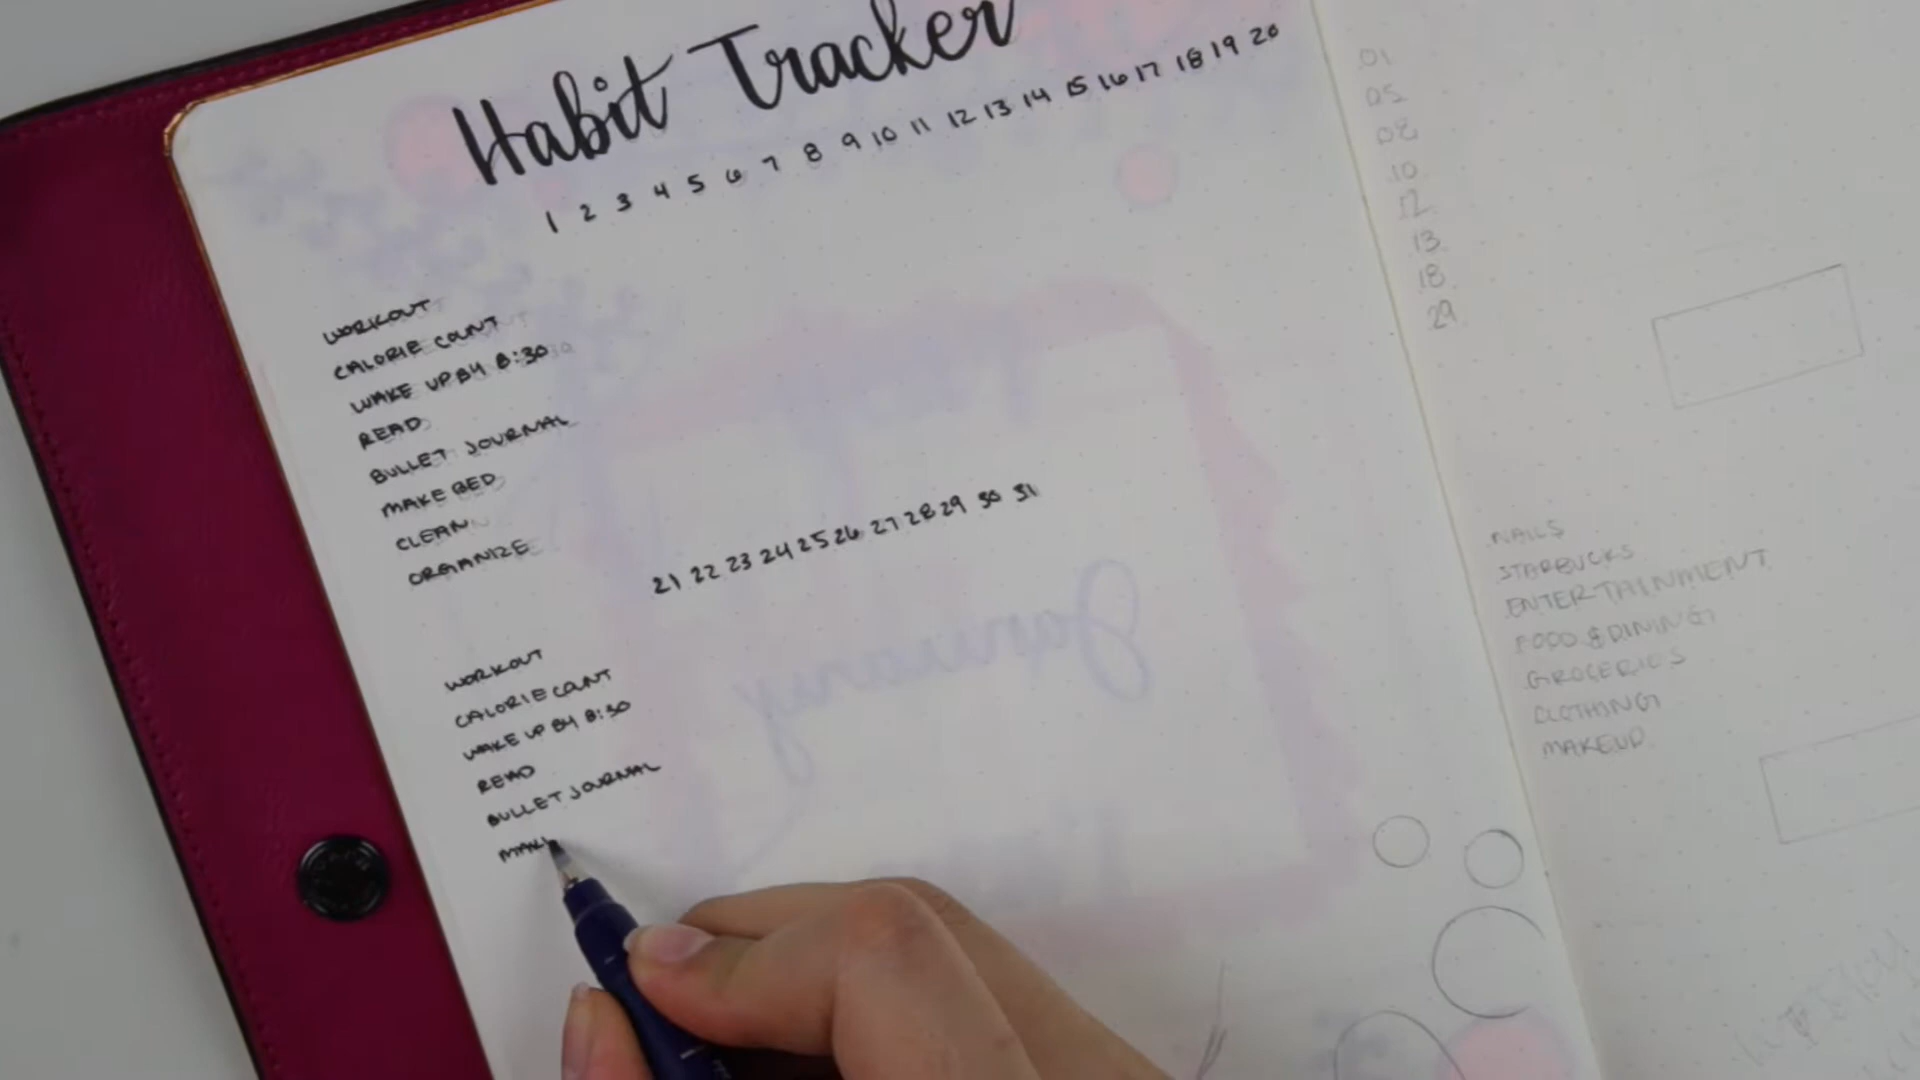 Habit Tracker
1 2 3 4 5 6 7 8 9 10 11 12 13 14 15 16 17 18 19 20
WORKOUT
CALORIE COUNT
WAKE UP BY 8:30
READ
BULLET JOURNAL
MAKE BED
CLEAN
ORGANIZE
21 22 23 24 25 26 27 28 29 30 31
WORKOUT
CALORIE COUNT
WAKE UP BY 8:30
READ
BULLET JOURNAL
MAK
January
01
05
08
10
12
13
18
29
NAILS
STARBUCKS
ENTERTAINMENT
FOOD & DINING
GROCERIES
CLOTHING
MAKEUP